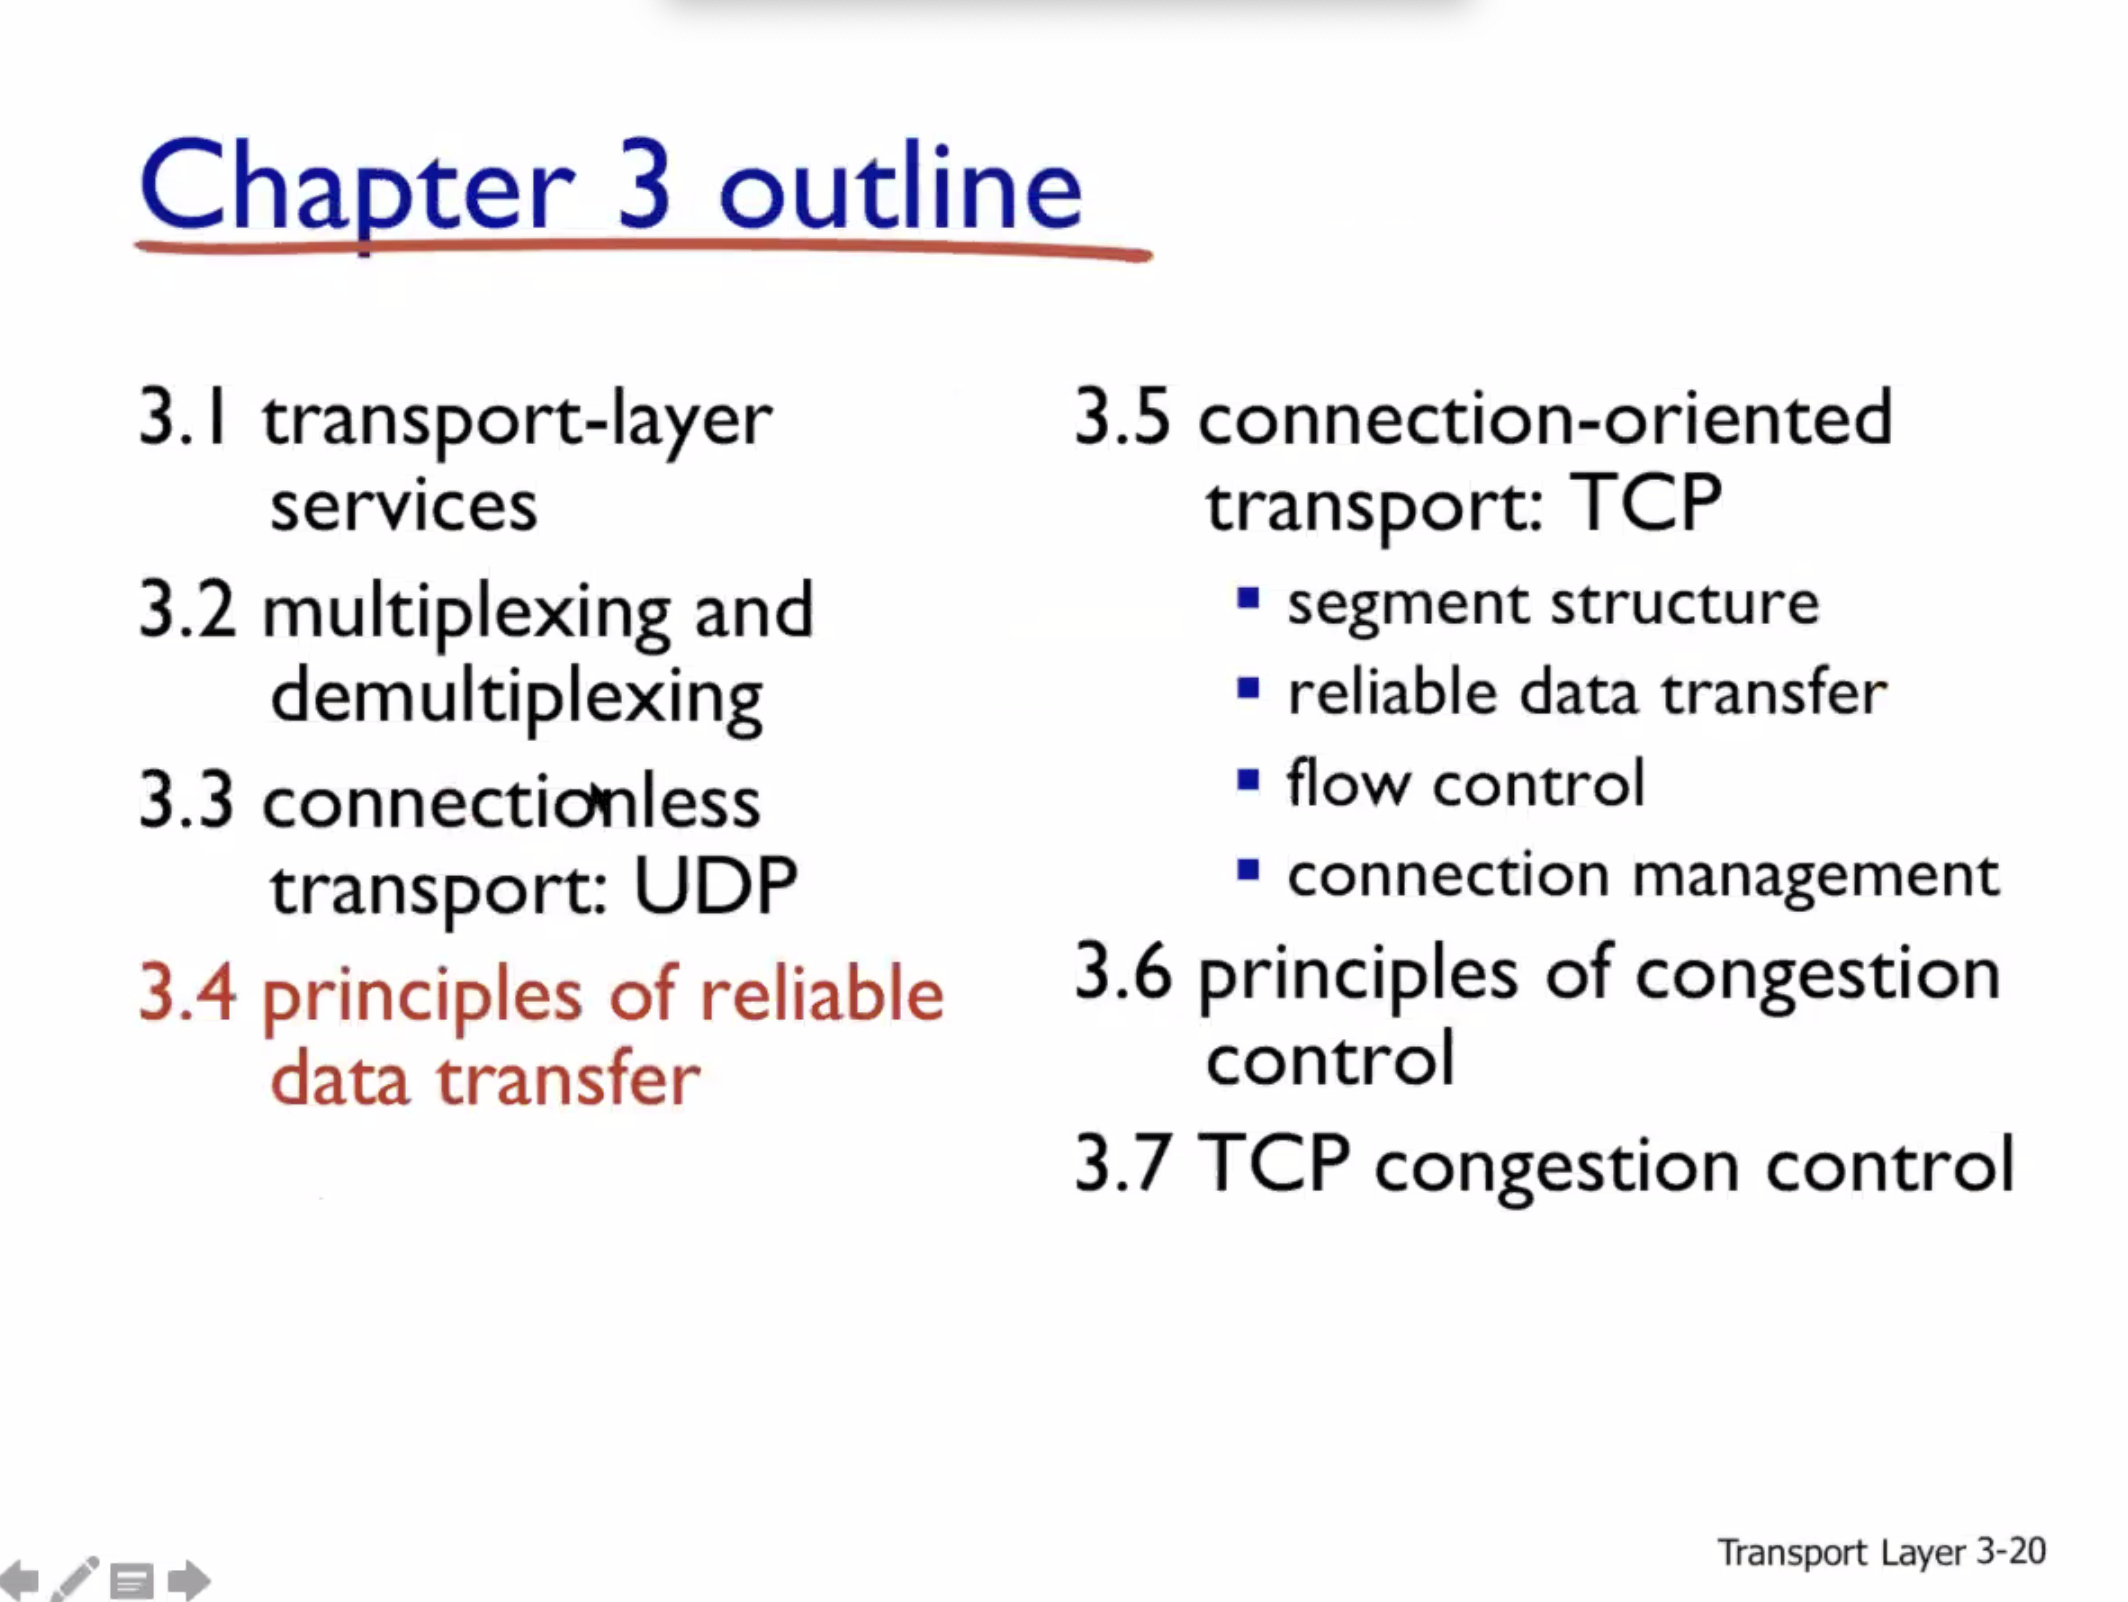 Chapter 3 outline
3.1 transport-layer
services
3.2 multiplexing and
demultiplexing
3.3 connectionless
transport: UDP
3.4 principles of reliable
data transfer
3.5 connection-oriented
transport: TCP
segment structure
reliable data transfer
flow control
connection management
3.6 principles of congestion
control
3.7 TCP congestion control
Transport Layer 3-20